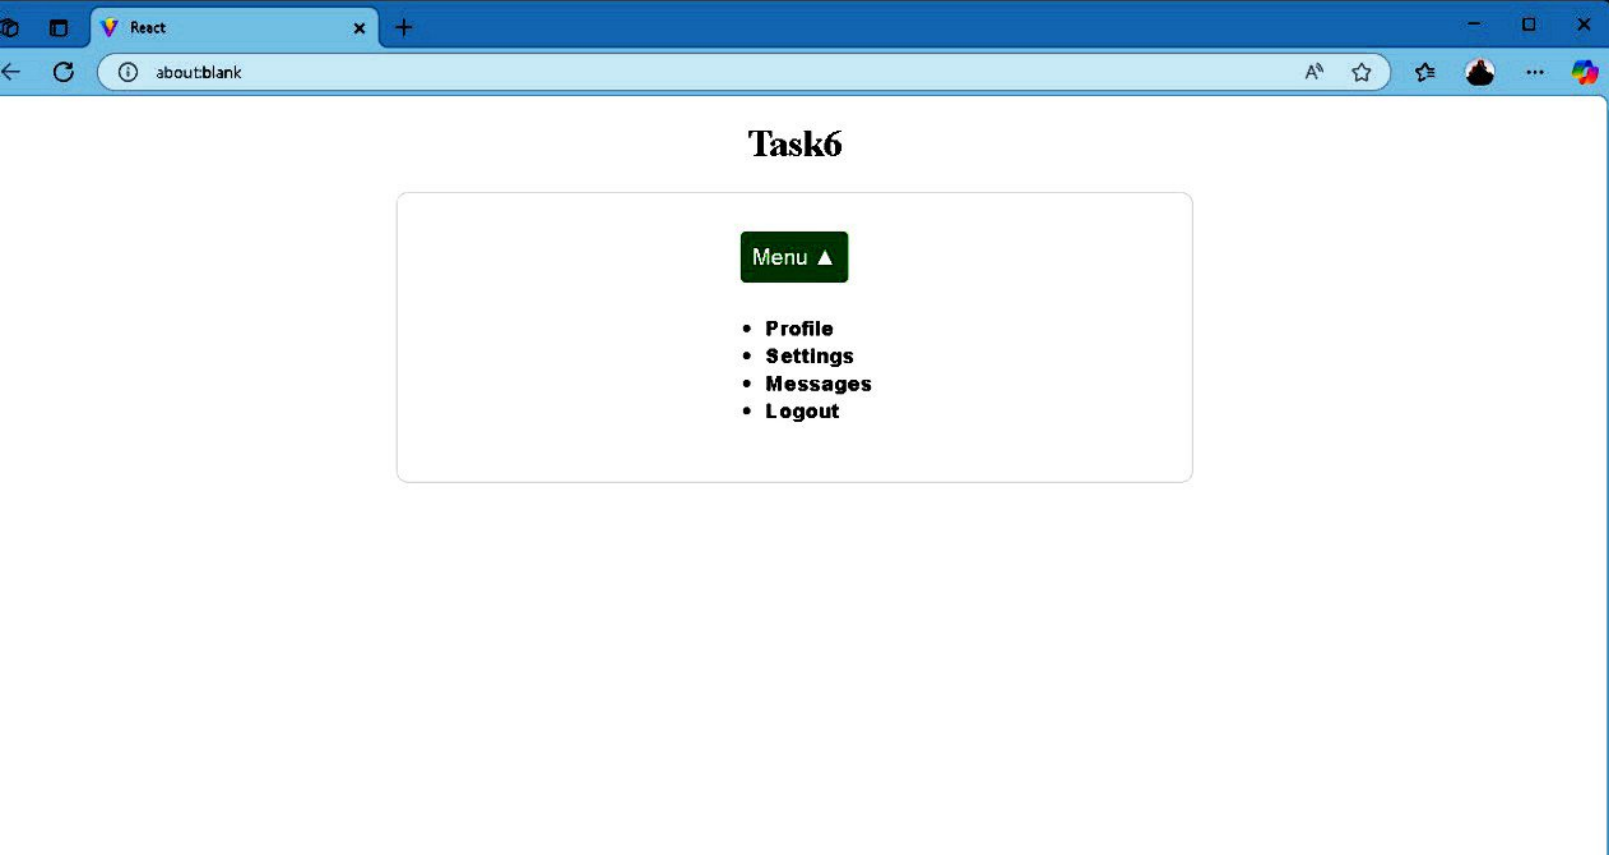 React
about:blank
Task6
Menu ▲
• Profile
• Settings
• Messages
• Logout